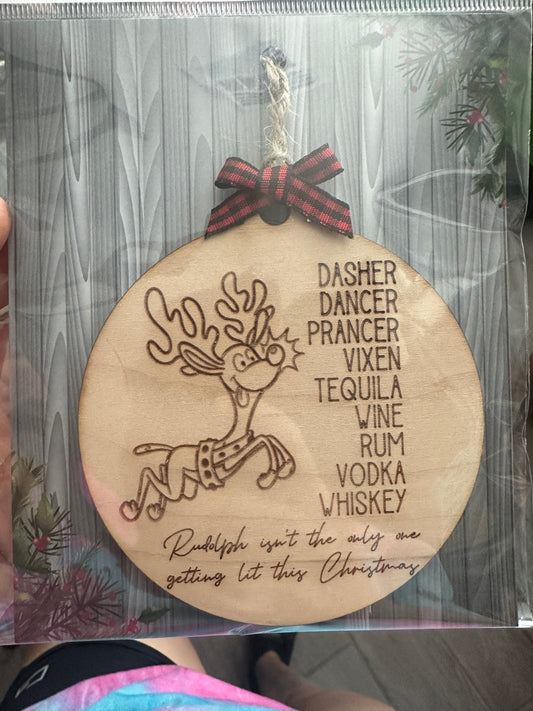 DASHER
DANCER
PRANCER
VIXEN
TEQUILA
WINE
RUM
VODKA
WHISKEY
Rudolph isn't the only one
getting lit this Christmas